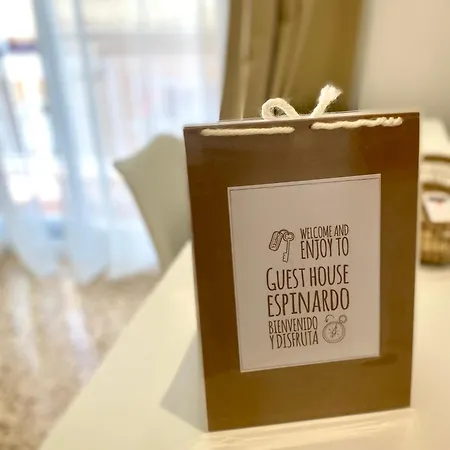 WELCOME AND
ENJOY TO
GUEST HOUSE
ESPINARDO
BIENVENIDO
Y DISFRUTA